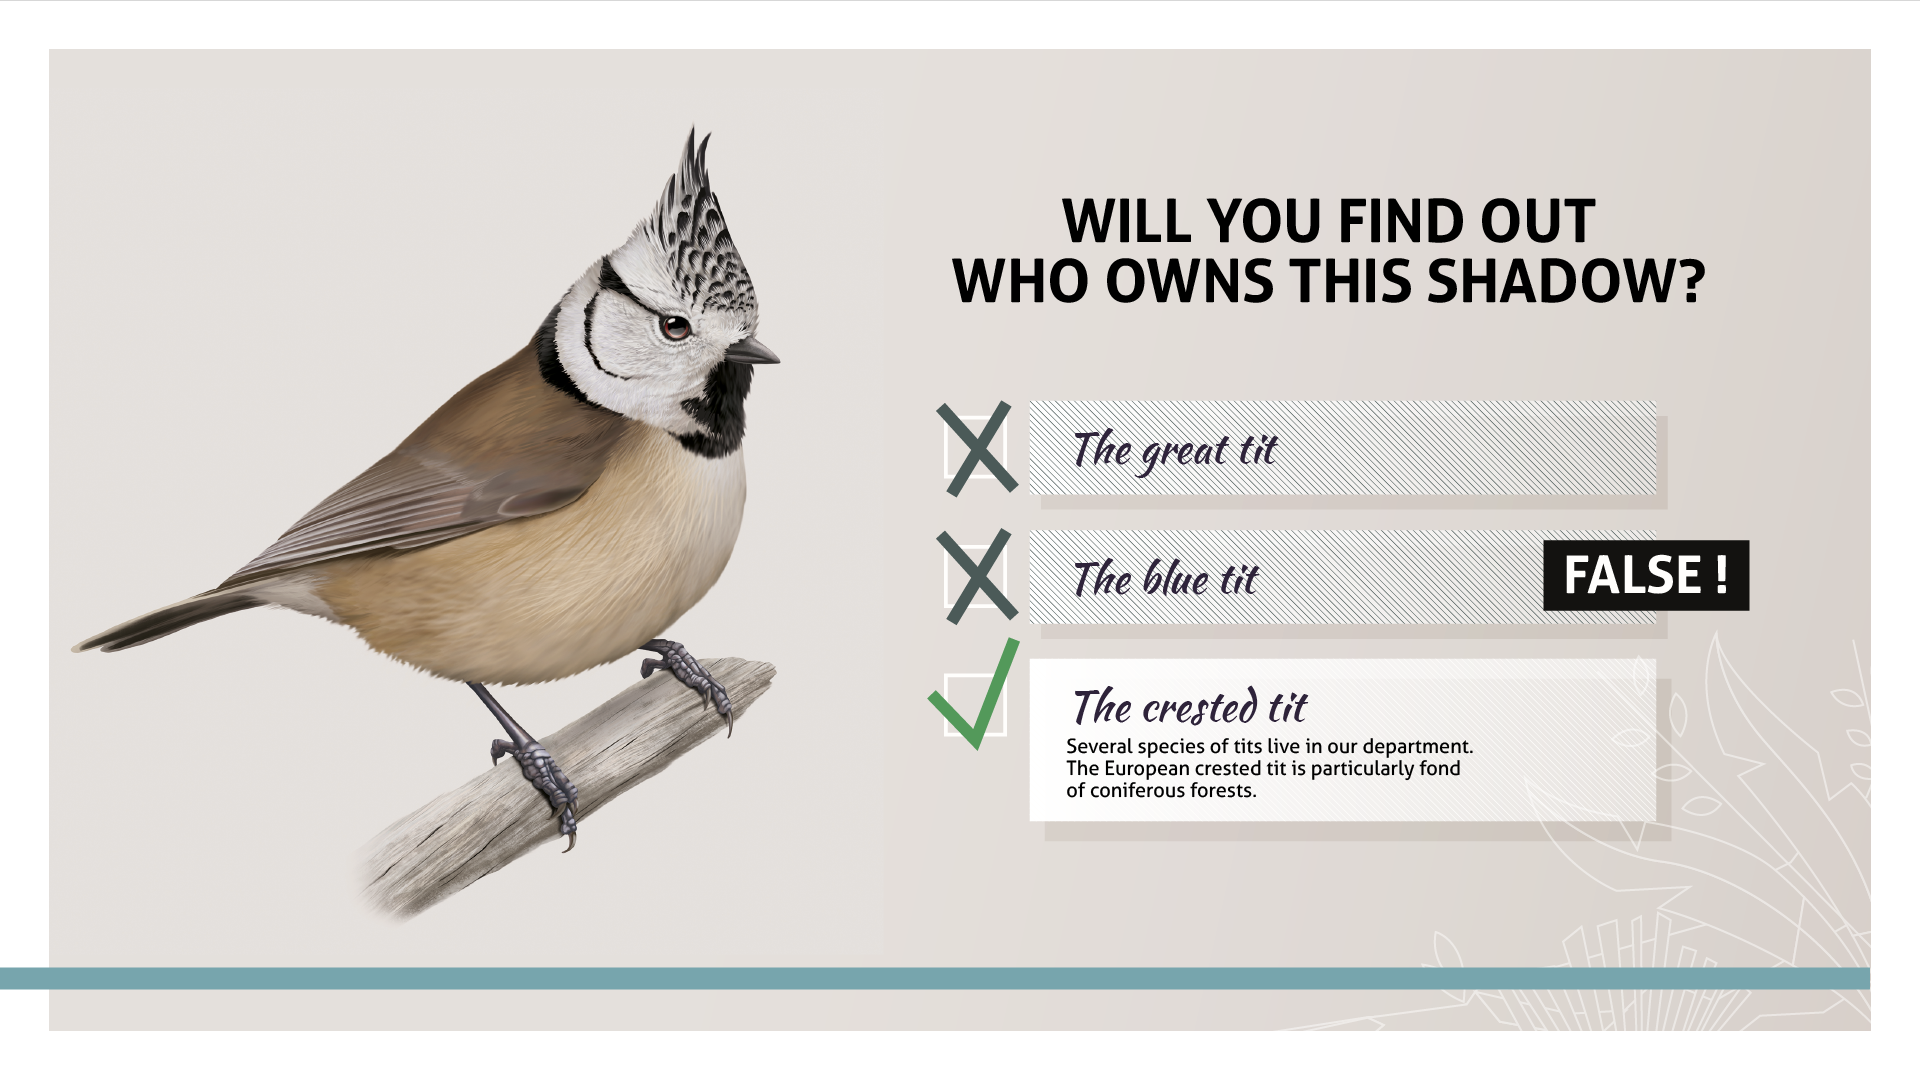 WILL YOU FIND OUT
WHO OWNS THIS SHADOW?
The great tit
The blue tit
FALSE !
The crested tit
Several species of tits live in our department.
The European crested tit is particularly fond
of coniferous forests.